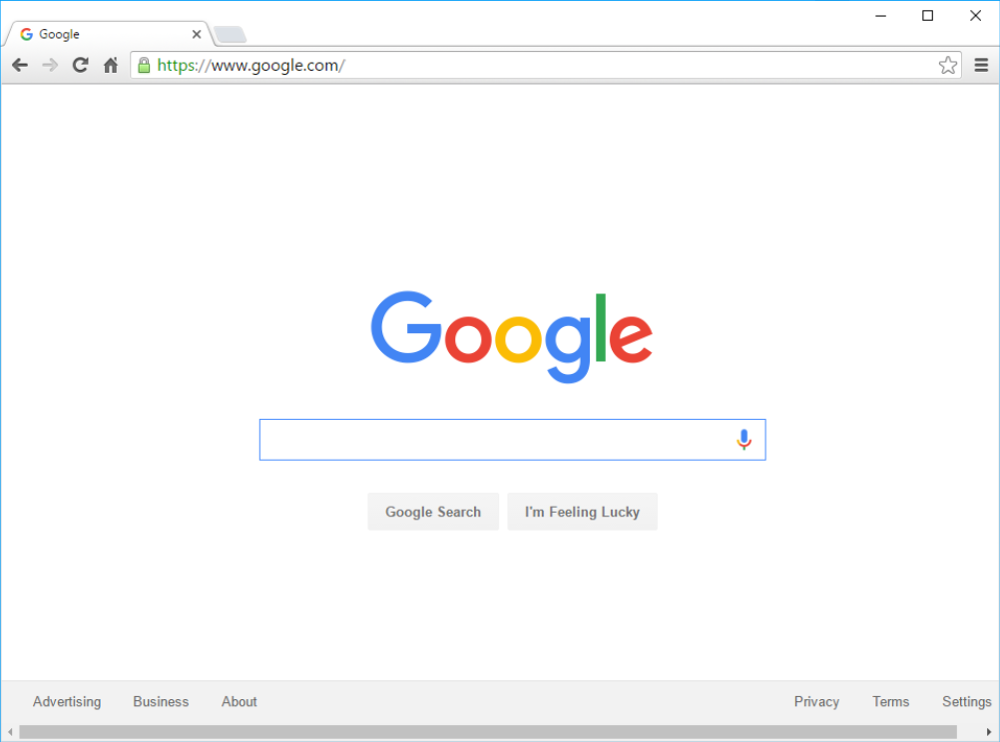 Google
https://www.google.com/
Google
Google Search I'm Feeling Lucky
Advertising Business About Privacy Terms Settings